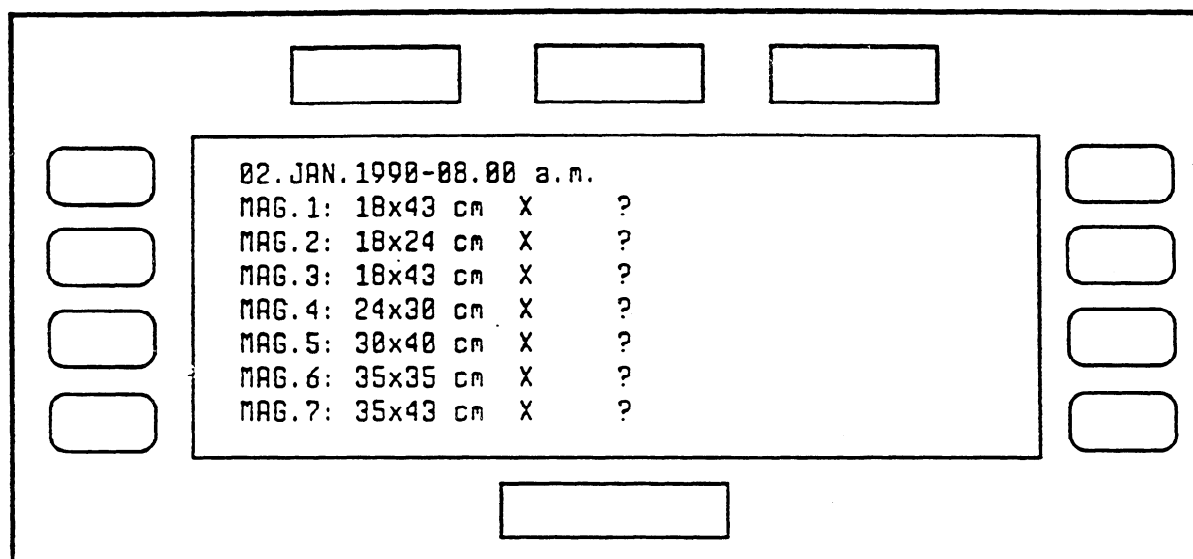 02.JAN.1990-08.00 a.m.
MAG.1: 18x43 cm X ?
MAG.2: 18x24 cm X ?
MAG.3: 18x43 cm X ?
MAG.4: 24x30 cm X ?
MAG.5: 30x40 cm X ?
MAG.6: 35x35 cm X ?
MAG.7: 35x43 cm X ?